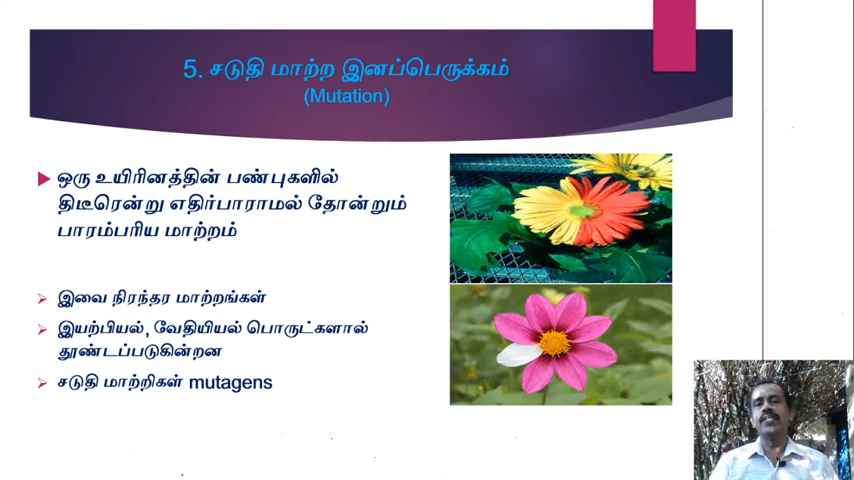 5. சடுதி மாற்ற இனப்பெருக்கம்
(Mutation)
ஒரு உயிரினத்தின் பண்புகளில்
திடீரென்று எதிர்பாராமல் தோன்றும்
பாரம்பரிய மாற்றம்
இவை நிரந்தர மாற்றங்கள்
இயற்பியல், வேதியியல் பொருட்களால்
தூண்டப்படுகின்றன
சடுதி மாற்றிகள் mutagens